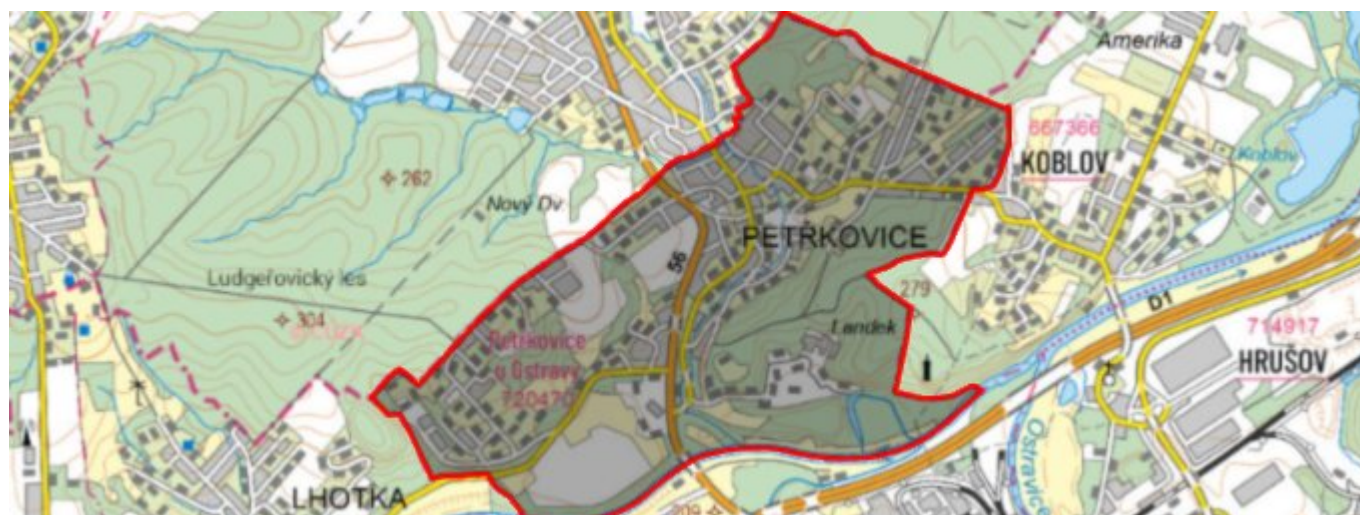 Amerika
667366
KOBLOV
Koblov
262
Nový Dv
PETŘKOVICE
56
Ludgeřovický les
279
D1
304
Landek
714917
HRUŠOV
Petřkovice
u Ostravy
720470
Ostravice
LHOTKA
209